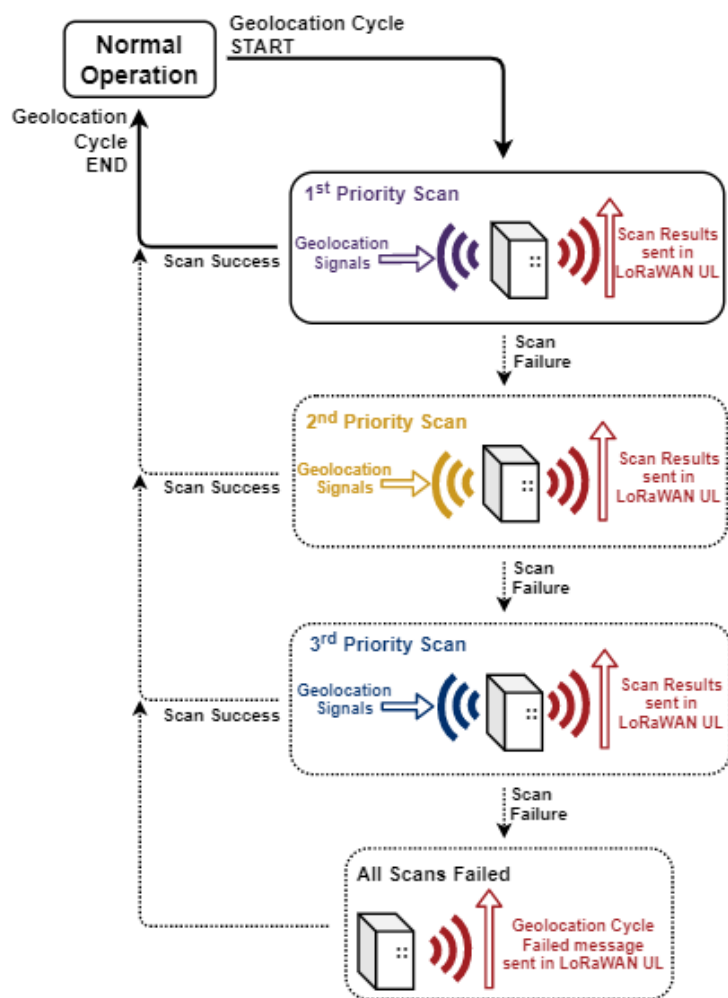 Normal
Operation
Geolocation Cycle
START
Geolocation
Cycle
END
1st Priority Scan
Geolocation
Signals
Scan Results
sent in
LoRaWAN UL
Scan Success
Scan
Failure
2nd Priority Scan
Geolocation
Signals
Scan Results
sent in
LoRaWAN UL
Scan Success
Scan
Failure
3rd Priority Scan
Geolocation
Signals
Scan Results
sent in
LoRaWAN UL
Scan Success
Scan
Failure
All Scans Failed
Geolocation Cycle
Failed message
sent in LoRaWAN UL